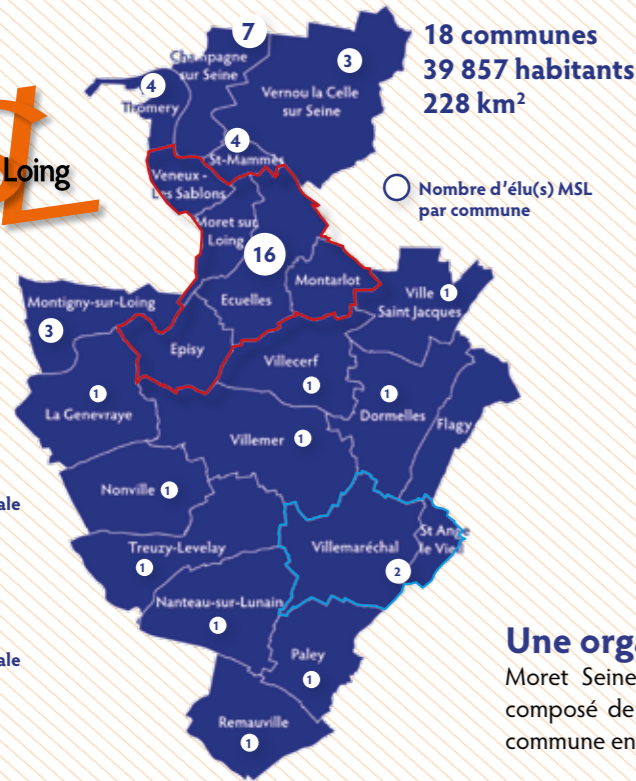 18 communes
39 857 habitants
228 km²
Nombre d'élu(s) MSL
par commune
Loing
7
Champagne
sur Seine
3
Vernou la Celle
sur Seine
4
Thomery
4
St-Mammès
Veneux -
Les Sablons
Moret sur
Loing
16
Montarlot
Ecuelles
Episy
Ville 1
Saint Jacques
Montigny-sur-Loing
3
Villecerf
1
1
La Genevraye
1
Dormelles
Flagy
Villemer 1
Nonville 1
Treuzy-Levelay
1
Villemaréchal
2
St Ange
le Vieil
Nanteau-sur-Lunain
1
Paley
1
Remauville
1
ale
ale
Une orga
Moret Seine
composé de
commune en